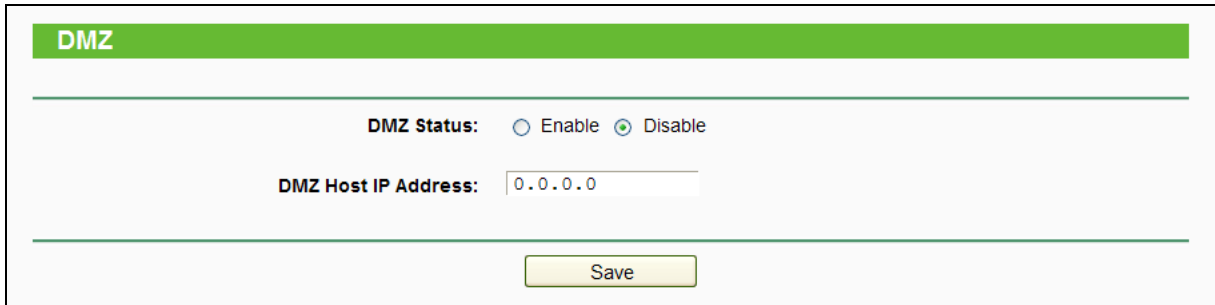 DMZ
DMZ Status: Enable Disable
DMZ Host IP Address: 0.0.0.0
Save